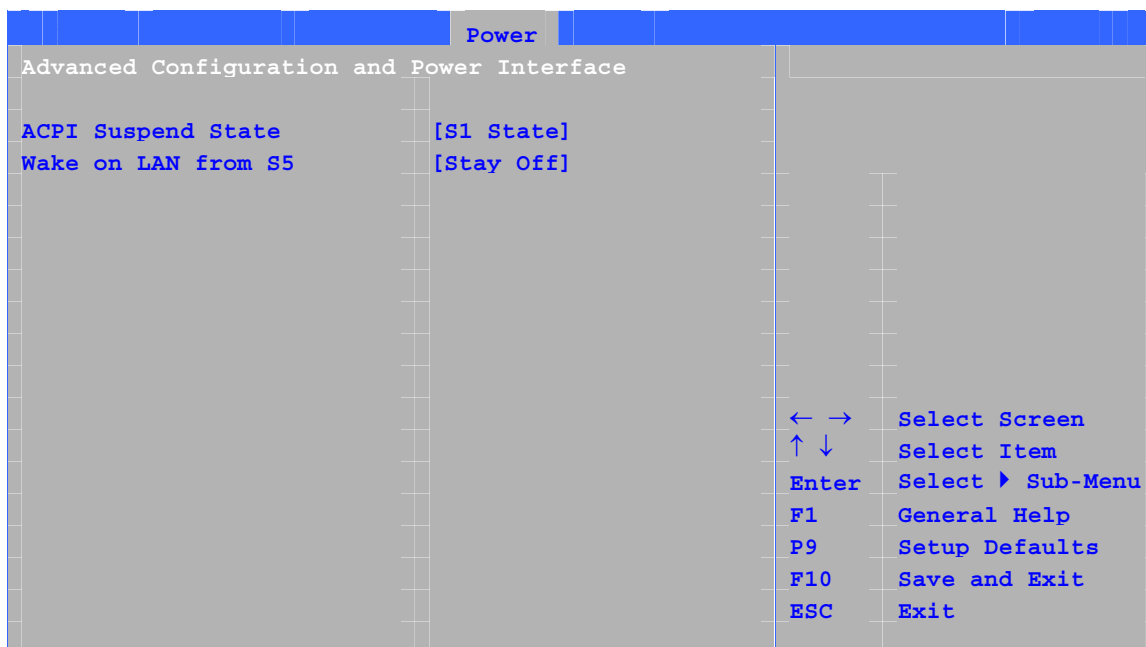 Power
Advanced Configuration and Power Interface
ACPI Suspend State [S1 State]
Wake on LAN from S5 [Stay Off]
← → Select Screen
↑ ↓ Select Item
Enter Select ▶ Sub-Menu
F1 General Help
P9 Setup Defaults
F10 Save and Exit
ESC Exit